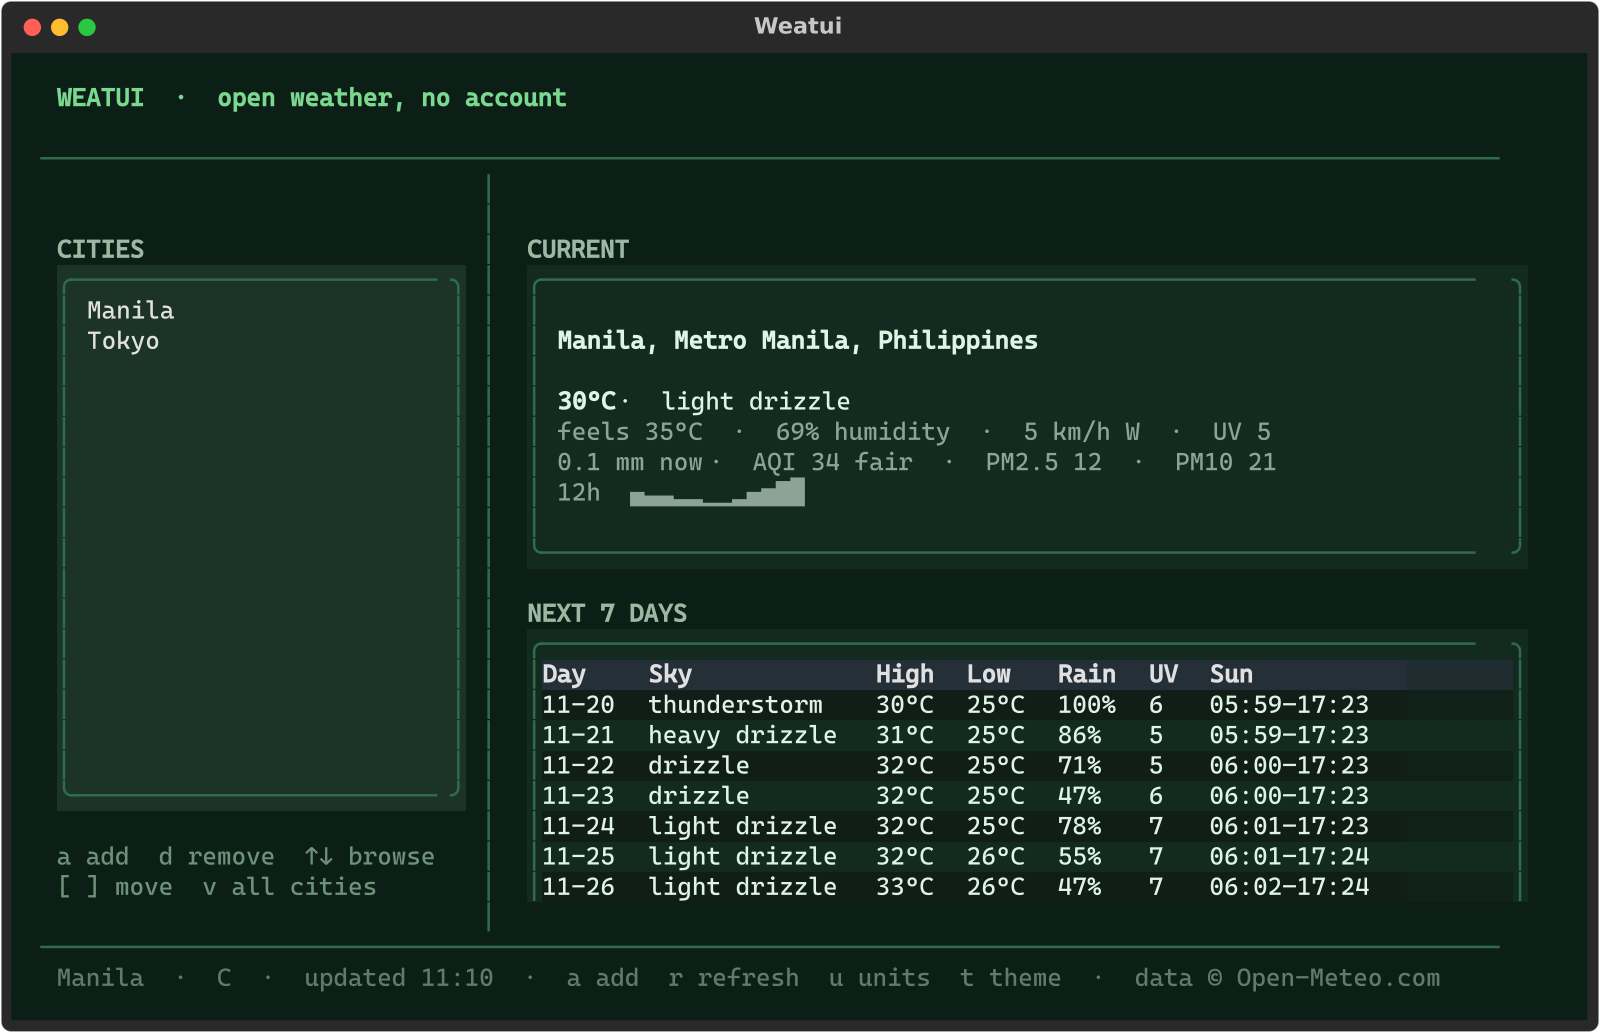 Weatui
WEATUI · open weather, no account
CITIES
Manila
Tokyo
a add d remove ↑↓ browse
[ ] move v all cities
CURRENT
Manila, Metro Manila, Philippines
30°C · light drizzle
feels 35°C · 69% humidity · 5 km/h W · UV 5
0.1 mm now · AQI 34 fair · PM2.5 12 · PM10 21
12h
NEXT 7 DAYS
Day Sky High Low Rain UV Sun
11-20 thunderstorm 30°C 25°C 100% 6 05:59-17:23
11-21 heavy drizzle 31°C 25°C 86% 5 05:59-17:23
11-22 drizzle 32°C 25°C 71% 5 06:00-17:23
11-23 drizzle 32°C 25°C 47% 6 06:00-17:23
11-24 light drizzle 32°C 25°C 78% 7 06:01-17:23
11-25 light drizzle 32°C 26°C 55% 7 06:01-17:24
11-26 light drizzle 33°C 26°C 47% 7 06:02-17:24
Manila · C · updated 11:10 · a add r refresh u units t theme · data © Open-Meteo.com